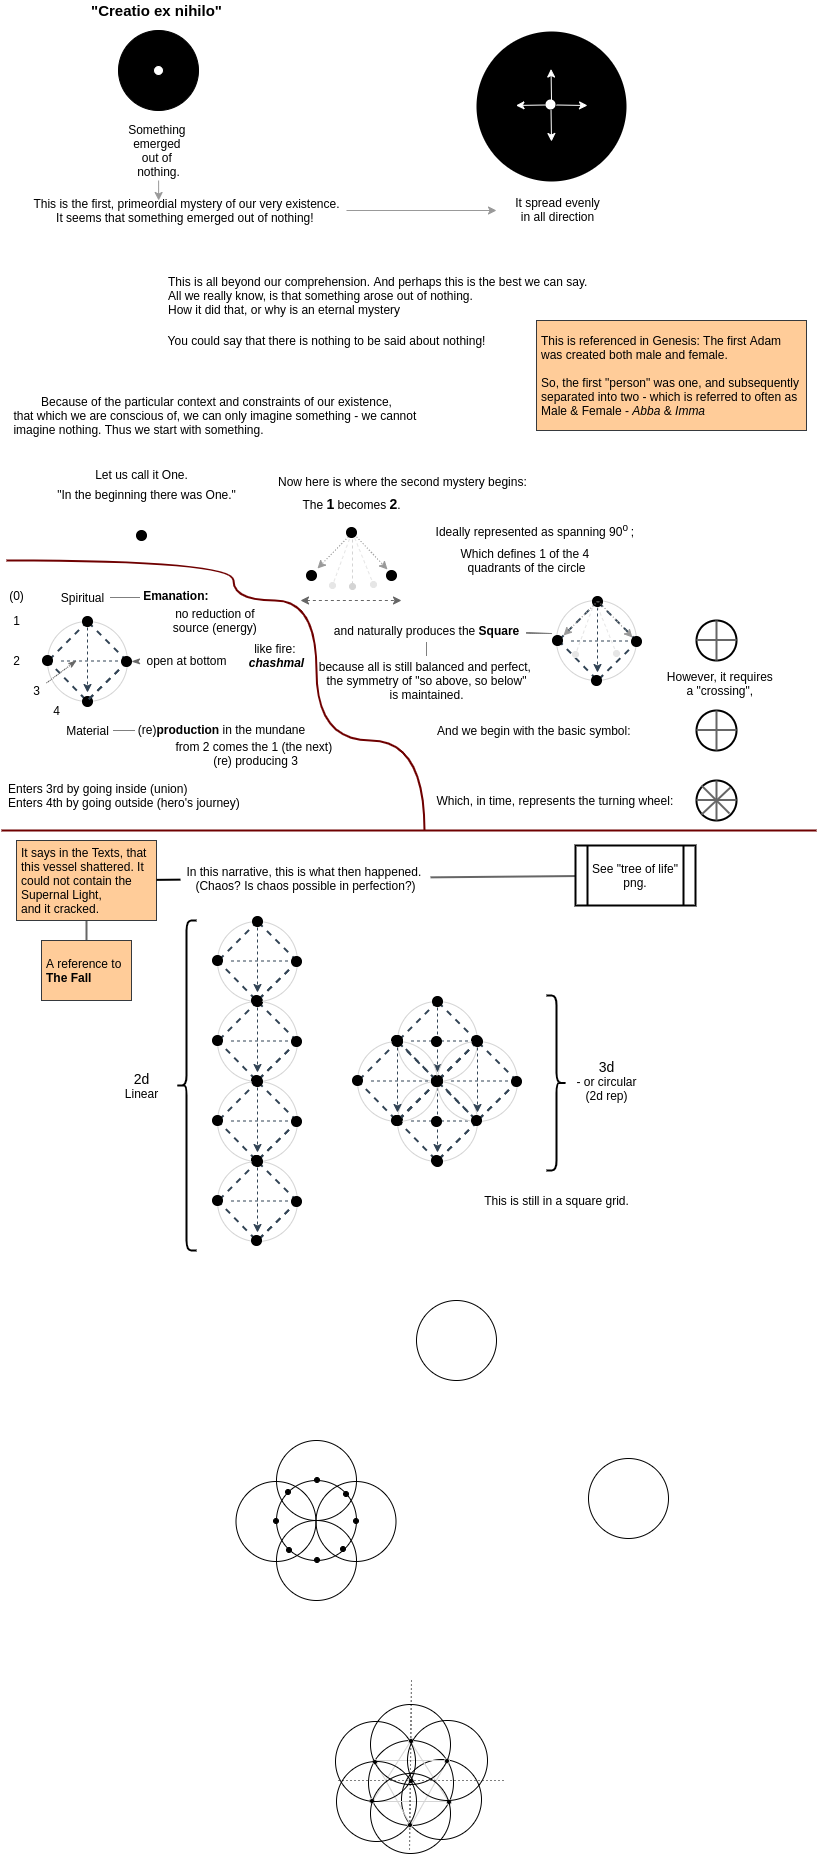 "Creatio ex nihilo"
Something
emerged
out of
nothing.
This is the first, primeordial mystery of our very existence.
It seems that something emerged out of nothing!
It spread evenly
in all direction
This is all beyond our comprehension. And perhaps this is the best we can say.
All we really know, is that something arose out of nothing.
How it did that, or why is an eternal mystery
You could say that there is nothing to be said about nothing!
This is referenced in Genesis: The first Adam
was created both male and female.
So, the first "person" was one, and subsequently
separated into two - which is referred to often as
Male & Female - Abba & Imma
Because of the particular context and constraints of our existence,
that which we are conscious of, we can only imagine something - we cannot
imagine nothing. Thus we start with something.
Let us call it One.
"In the beginning there was One."
Now here is where the second mystery begins:
The 1 becomes 2.
Ideally represented as spanning 90o ;
Which defines 1 of the 4
quadrants of the circle
(0)
Spiritual
Emanation:
1
no reduction of
source (energy)
2
open at bottom
like fire:
chashmal
3
4
Material
(re)production in the mundane
from 2 comes the 1 (the next)
(re) producing 3
Enters 3rd by going inside (union)
Enters 4th by going outside (hero's journey)
and naturally produces the Square
because all is still balanced and perfect,
the symmetry of "so above, so below"
is maintained.
However, it requires
a "crossing",
And we begin with the basic symbol:
Which, in time, represents the turning wheel:
It says in the Texts, that
this vessel shattered. It
could not contain the
Supernal Light,
and it cracked.
A reference to
The Fall
In this narrative, this is what then happened.
(Chaos? Is chaos possible in perfection?)
See "tree of life"
png.
2d
Linear
3d
- or circular
(2d rep)
This is still in a square grid.